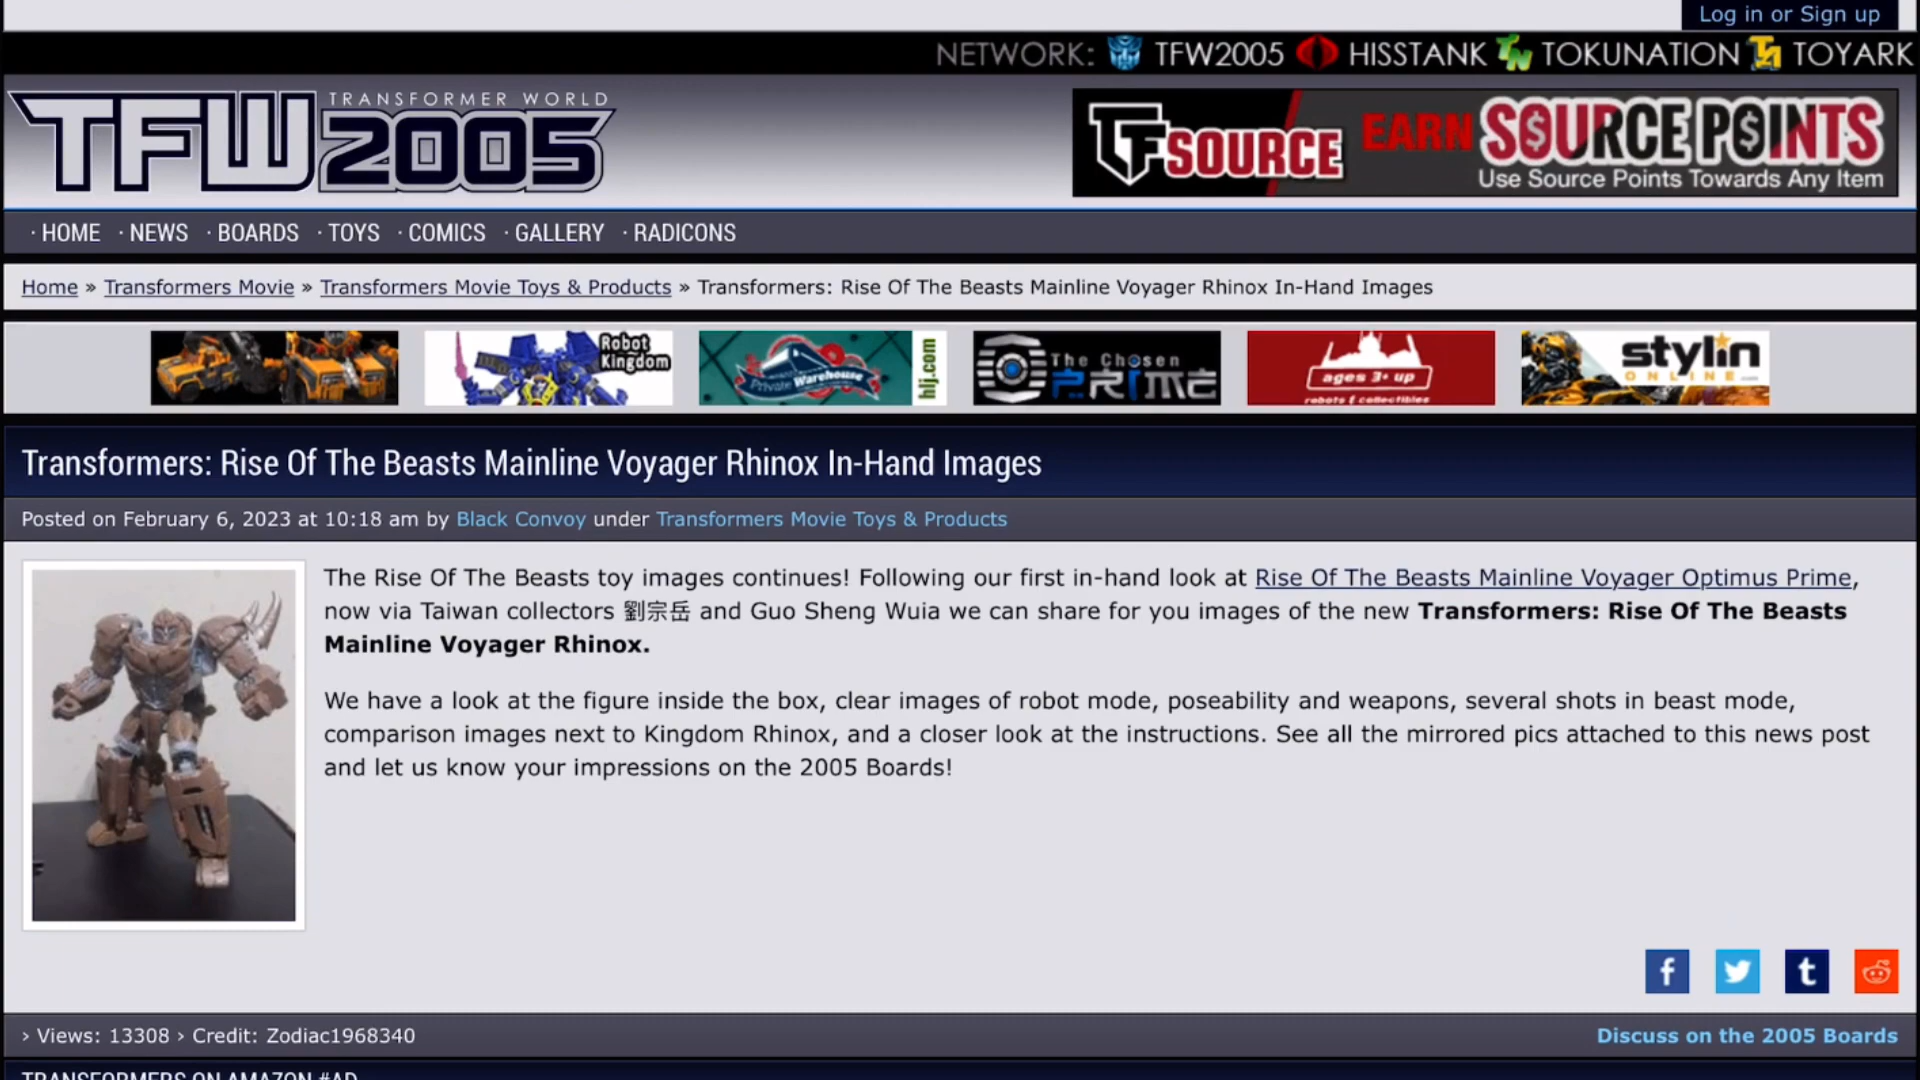 Log in or Sign up
NETWORK: TFW2005 HISSTANK TOKUNATION TOYARK
TRANSFORMER WORLD
TFW2005
TFSOURCE EARN SOURCE POINTS
Use Source Points Towards Any Item
· HOME · NEWS · BOARDS · TOYS · COMICS · GALLERY · RADICONS
Home » Transformers Movie » Transformers Movie Toys & Products » Transformers: Rise Of The Beasts Mainline Voyager Rhinox In-Hand Images
Robot
Kingdom
Private Warehouse
hlj.com
The Chosen
PRIME
ages 3+ up
robots & collectibles
stylin
ONLINE.com
Transformers: Rise Of The Beasts Mainline Voyager Rhinox In-Hand Images
Posted on February 6, 2023 at 10:18 am by Black Convoy under Transformers Movie Toys & Products
The Rise Of The Beasts toy images continues! Following our first in-hand look at Rise Of The Beasts Mainline Voyager Optimus Prime,
now via Taiwan collectors 劉宗岳 and Guo Sheng Wuia we can share for you images of the new Transformers: Rise Of The Beasts
Mainline Voyager Rhinox.
We have a look at the figure inside the box, clear images of robot mode, poseability and weapons, several shots in beast mode,
comparison images next to Kingdom Rhinox, and a closer look at the instructions. See all the mirrored pics attached to this news post
and let us know your impressions on the 2005 Boards!
› Views: 13308 › Credit: Zodiac1968340
Discuss on the 2005 Boards
TRANSFORMERS ON AMAZON #AD